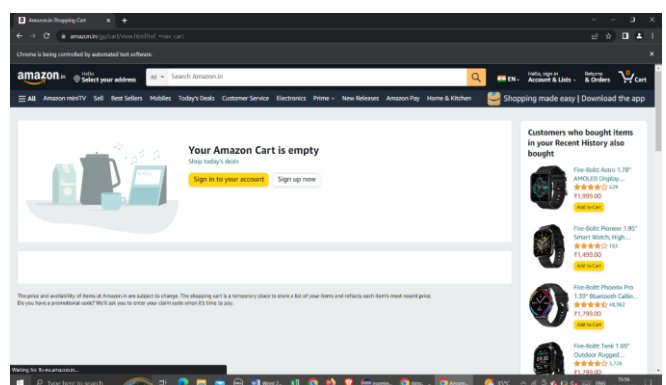 Amazon.in Shopping Cart
amazon.in/gp/cart/view.html?ref_=nav_cart
Chrome is being controlled by automated test software.
amazon.in
Hello
Select your address
All
Search Amazon.in
EN
Hello, sign in
Account & Lists
Returns
& Orders
0
Cart
All Amazon miniTV Sell Best Sellers Mobiles Today's Deals Customer Service Electronics Prime New Releases Amazon Pay Home & Kitchen
Shopping made easy | Download the app
Your Amazon Cart is empty
Shop today's deals
Sign in to your account
Sign up now
The price and availability of items at Amazon.in are subject to change. The shopping cart is a temporary place to store a list of your items and reflects each item's most recent price.
Do you have a promotional code? We'll ask you to enter your claim code when it's time to pay.
Customers
who bought items
in your Recent
History also
bought
Fire-Boltt Astro 1.78"
AMOLED Display...
₹1,999.00
Add to Cart
Fire-Boltt Pioneer 1.95"
Smart Watch, High...
₹1,499.00
Add to Cart
Fire-Boltt Phoenix Pro
1.39" Bluetooth Callin...
48,962
₹1,799.00
Add to Cart
Fire-Boltt Tank 1.85"
Outdoor Rugged...
₹1,799.00
Type here to search
35°C
ENG